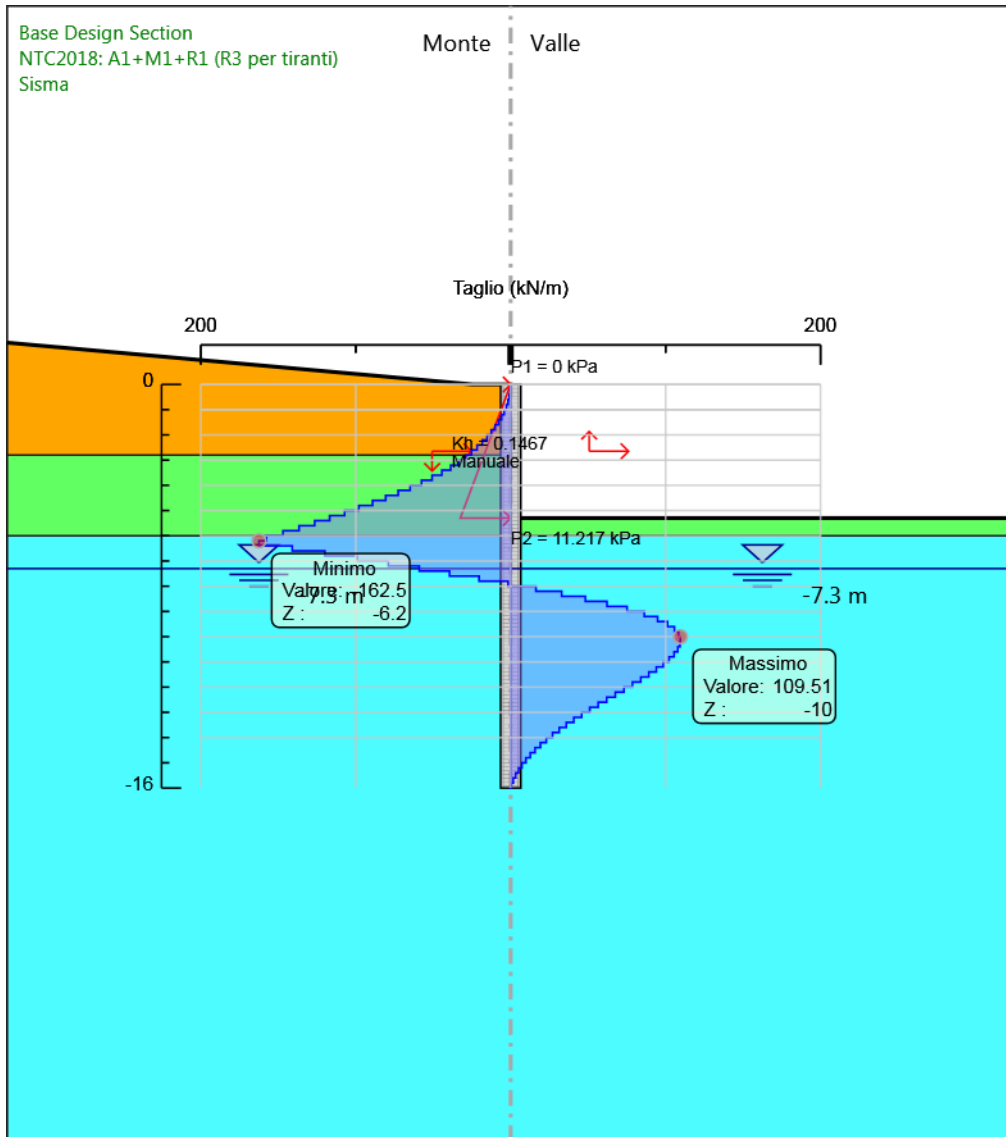 Base Design Section
NTC2018: A1+M1+R1 (R3 per tiranti)
Sisma
Monte
Valle
Taglio (kN/m)
200
200
P1 = 0 kPa
0
Kh = 0.1467
Manuale
P2 = 11.217 kPa
Minimo
Valore: -162.5
Z : -6.2
-7.3 m
-7.3 m
Massimo
Valore: 109.51
Z : -10
-16